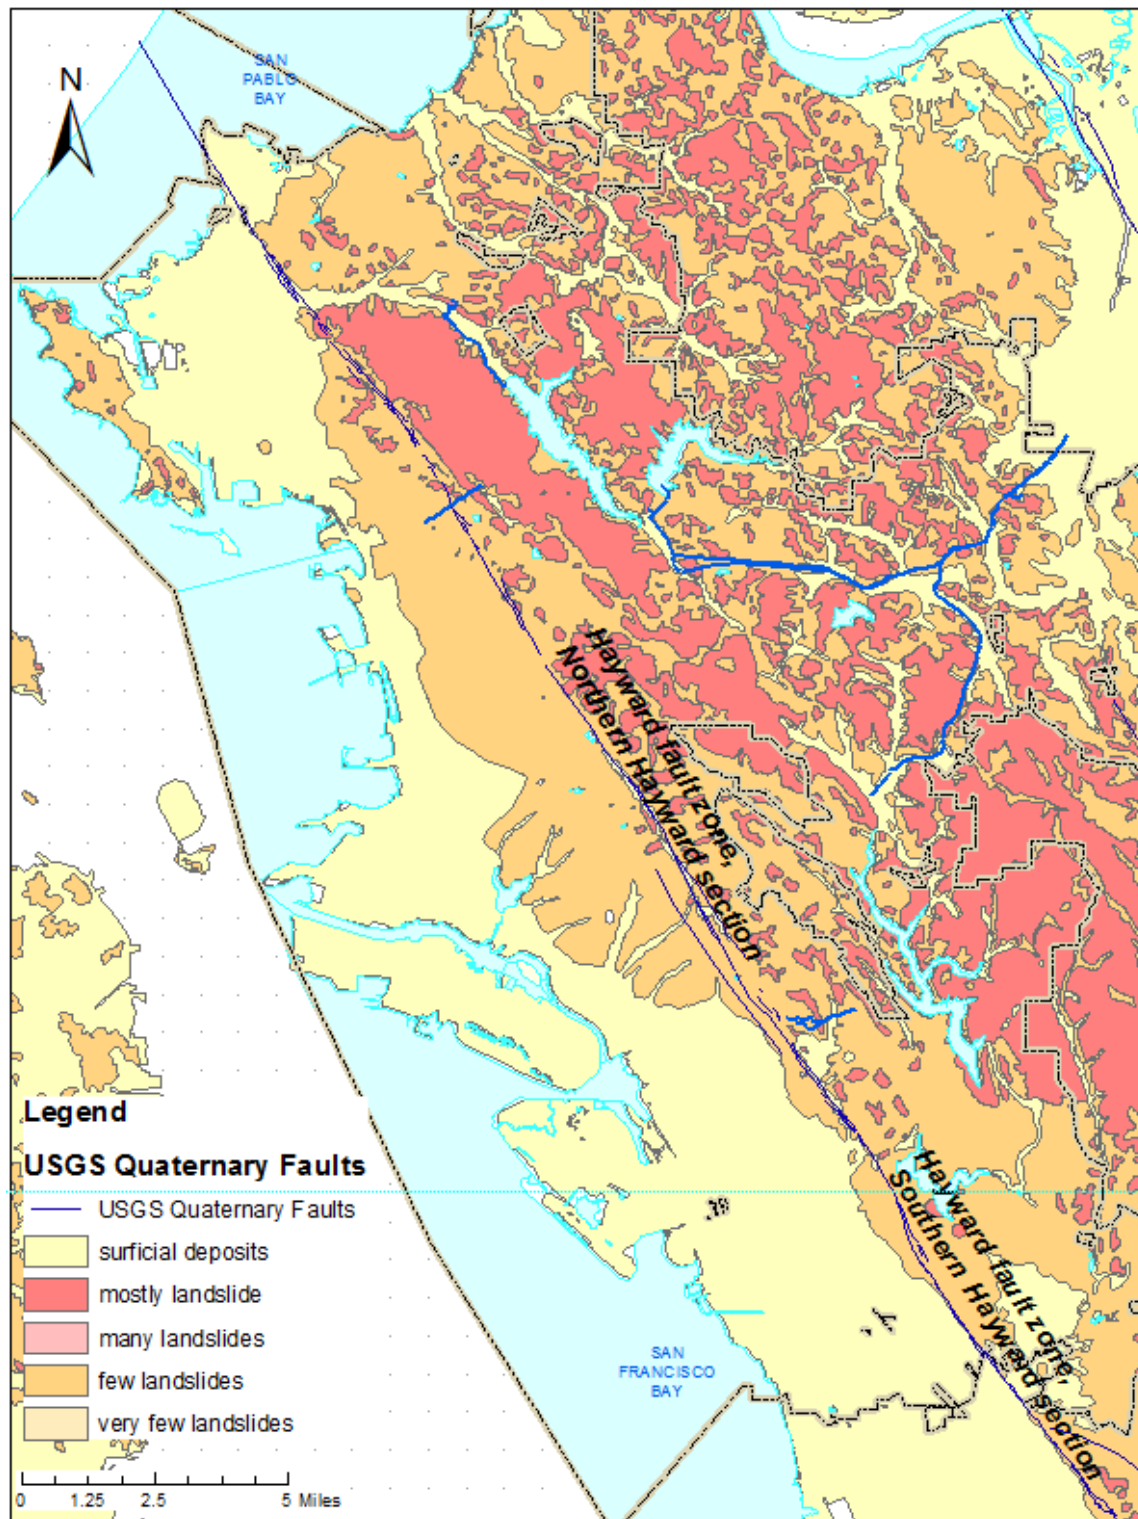 SAN
PABLO
BAY
N
Hayward fault zone,
Northern Hayward section
Hayward fault zone,
Southern Hayward section
Legend
USGS Quaternary Faults
USGS Quaternary Faults
surficial deposits
mostly landslide
many landslides
few landslides
very few landslides
0 1.25 2.5 5 Miles
SAN
FRANCISCO
BAY